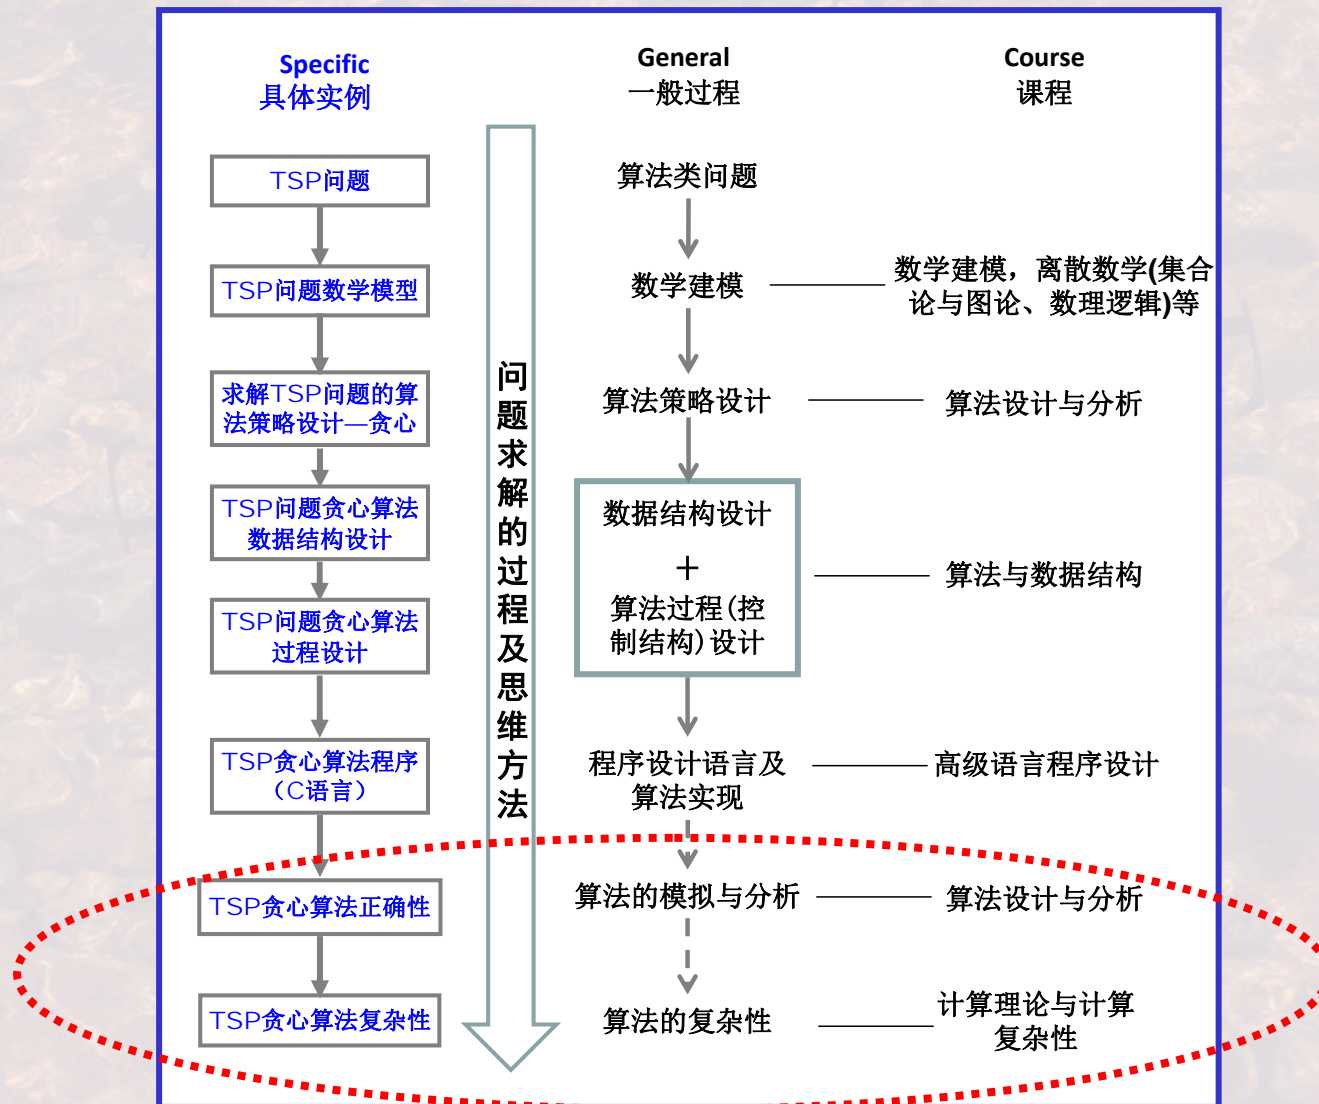 Specific
具体实例
General
一般过程
Course
课程
TSP问题
TSP问题数学模型
求解TSP问题的算
法策略设计—贪心
TSP问题贪心算法
数据结构设计
TSP问题贪心算法
过程设计
TSP贪心算法程序
（C语言）
TSP贪心算法正确性
TSP贪心算法复杂性
问题求解的过程及思维方法
算法类问题
数学建模
算法策略设计
数据结构设计
＋
算法过程(控
制结构)设计
程序设计语言及
算法实现
算法的模拟与分析
算法的复杂性
数学建模，离散数学(集合
论与图论、数理逻辑)等
算法设计与分析
算法与数据结构
高级语言程序设计
算法设计与分析
计算理论与计算
复杂性